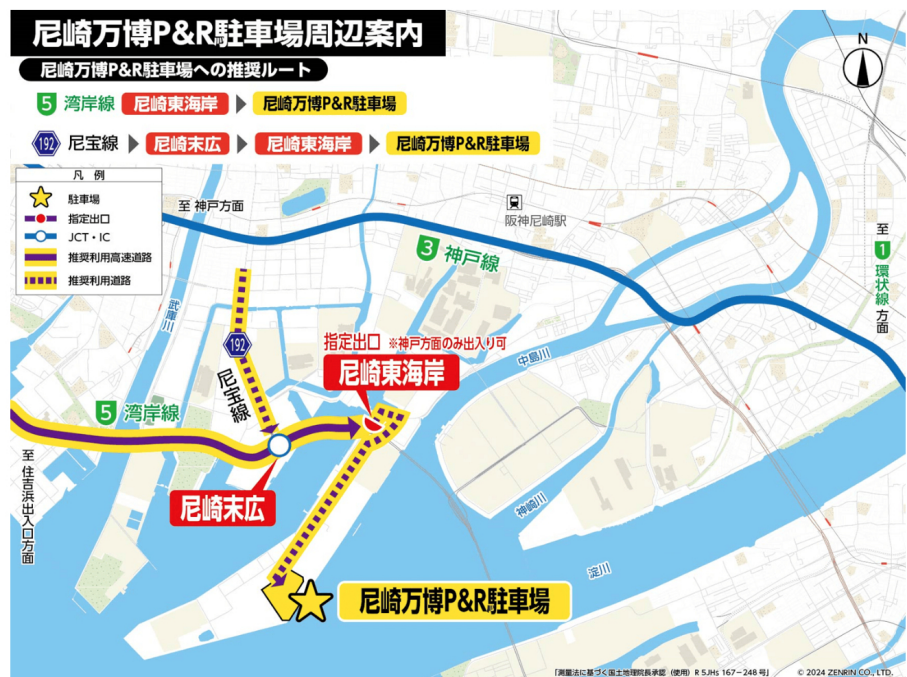 尼崎万博P&R駐車場周辺案内
尼崎万博P&R駐車場への推奨ルート
5 湾岸線 尼崎東海岸 ▶ 尼崎万博P&R駐車場
192 尼宝線 ▶ 尼崎末広 ▶ 尼崎東海岸 ▶ 尼崎万博P&R駐車場
N
凡 例
駐車場
指定出口
JCT・IC
推奨利用高速道路
推奨利用道路
至 神戸方面
阪神尼崎駅
3 神戸線
至 1 環状線 方面
武庫川
192
尼宝線
指定出口 ※神戸方面のみ出入り可
尼崎東海岸
中島川
5 湾岸線
至 住吉浜出入口方面
尼崎末広
神崎川
淀川
尼崎万博P&R駐車場
「測量法に基づく国土地理院長承認(使用)R 5JHs 167-248号」
© 2024 ZENRIN CO., LTD.